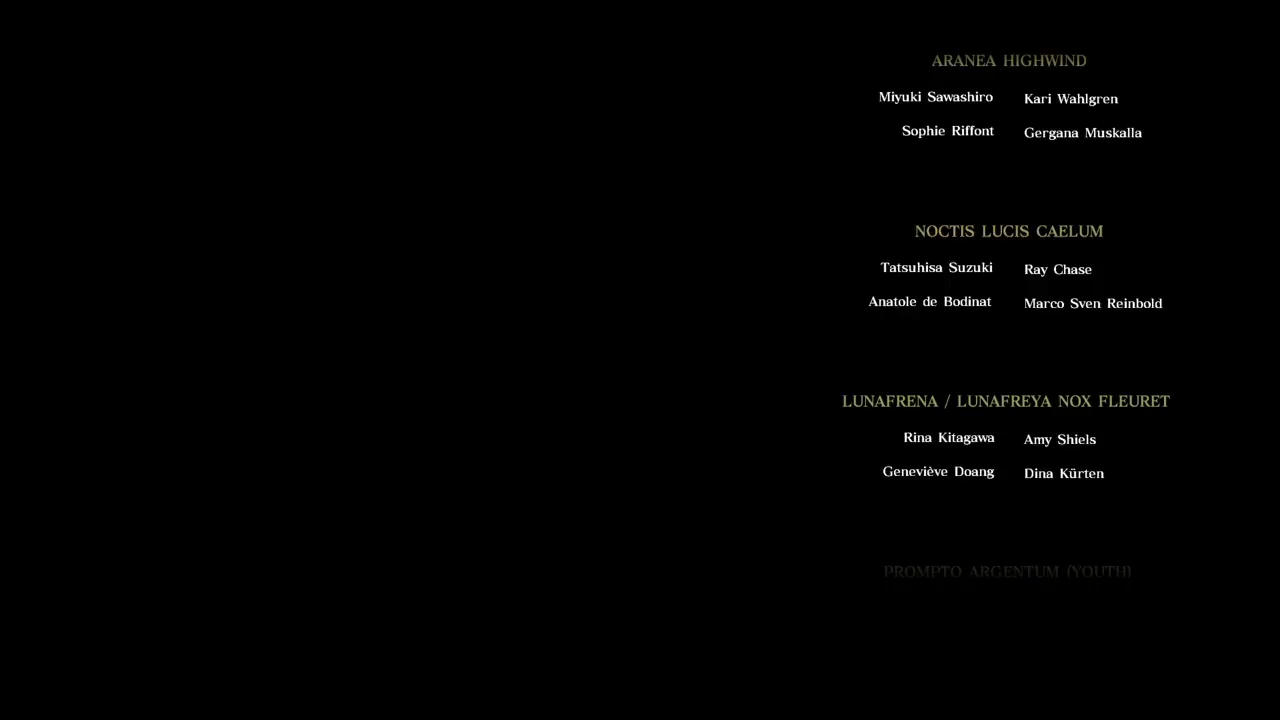 ARANEA HIGHWIND
Miyuki Sawashiro Kari Wahlgren
Sophie Riffont Gergana Muskalla
NOCTIS LUCIS CAELUM
Tatsuhisa Suzuki Ray Chase
Anatole de Bodinat Marco Sven Reinbold
LUNAFRENA / LUNAFREYA NOX FLEURET
Rina Kitagawa Amy Shiels
Geneviève Doang Dina Kürten
PROMPTO ARGENTUM (YOUTH)